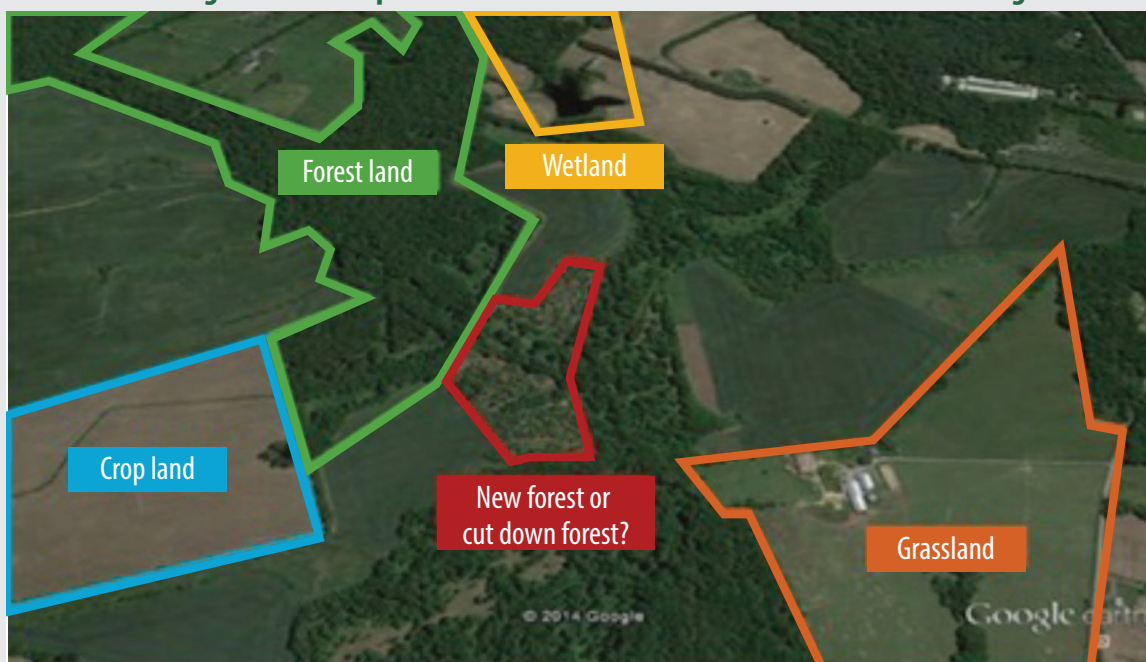 Forest land
Wetland
Crop land
New forest or
cut down forest?
Grassland
© 2014 Google
Google earth